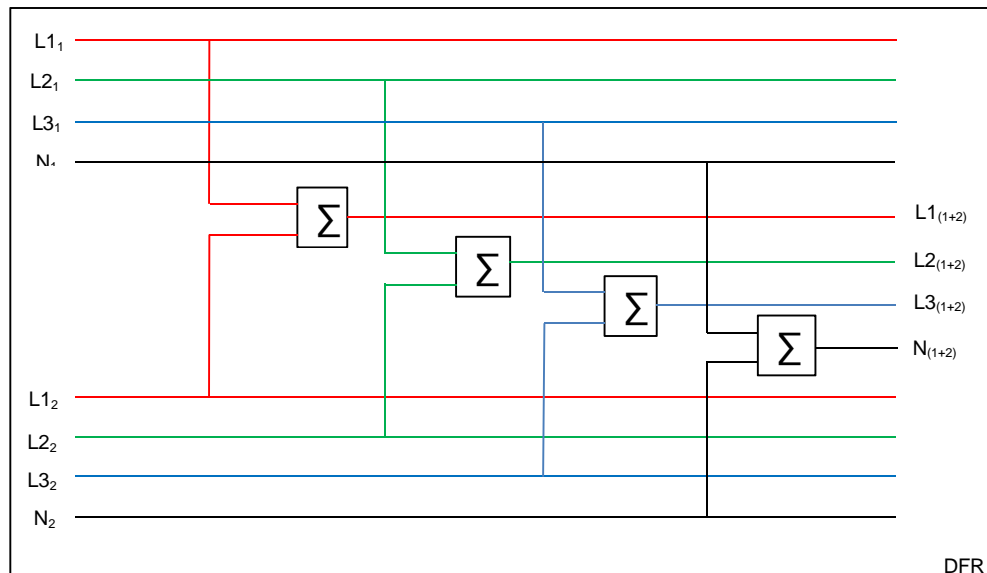 L1₁
L2₁
L3₁
N₁
∑
L1₍₁₊₂₎
∑
L2₍₁₊₂₎
∑
L3₍₁₊₂₎
∑
N₍₁₊₂₎
L1₂
L2₂
L3₂
N₂
DFR